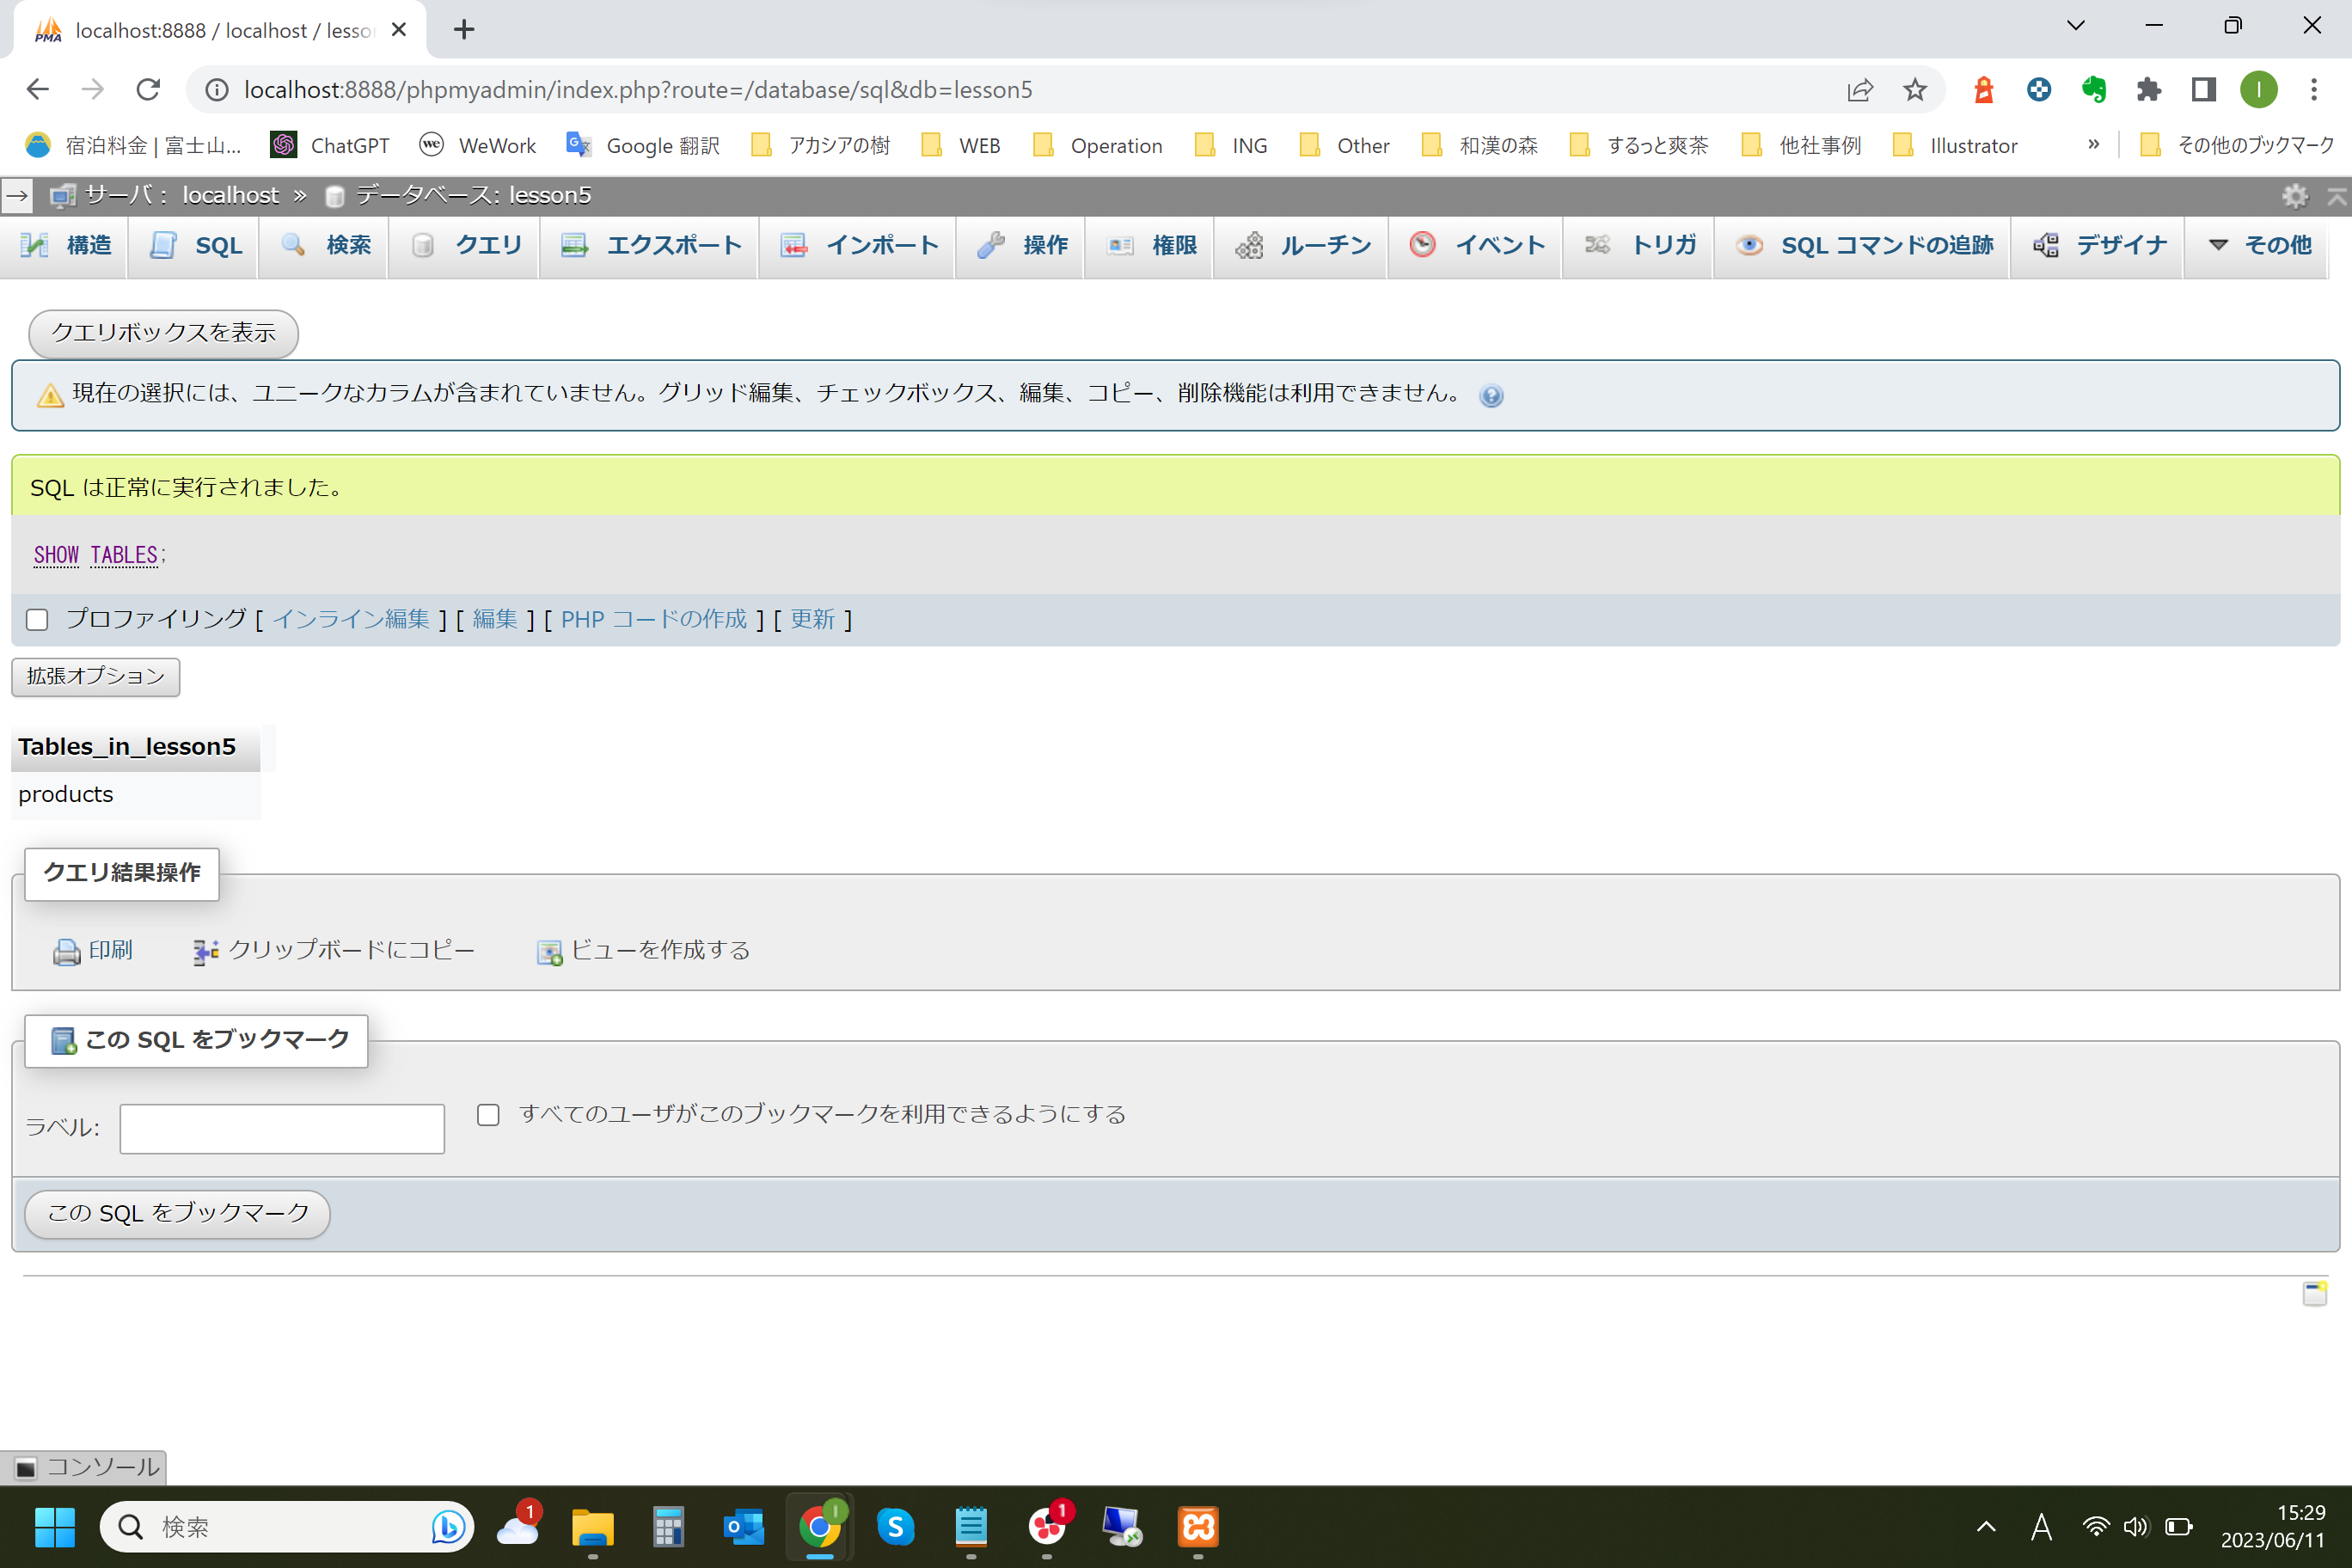 localhost:8888 / localhost / lesso
localhost:8888/phpmyadmin/index.php?route=/database/sql&db=lesson5
I
宿泊料金 | 富士山... ChatGPT WeWork Google 翻訳 アカシアの樹 WEB Operation ING Other 和漢の森 するっと爽茶 他社事例 Illustrator » その他のブックマーク
サーバ: localhost » データベース: lesson5
構造 SQL 検索 クエリ エクスポート インポート 操作 権限 ルーチン イベント トリガ SQL コマンドの追跡 デザイナ その他
クエリボックスを表示
現在の選択には、ユニークなカラムが含まれていません。グリッド編集、チェックボックス、編集、コピー、削除機能は利用できません。
SQL は正常に実行されました。
SHOW TABLES;
プロファイリング [ インライン編集 ] [ 編集 ] [ PHP コードの作成 ] [ 更新 ]
拡張オプション
Tables_in_lesson5
products
クエリ結果操作
印刷 クリップボードにコピー ビューを作成する
この SQL をブックマーク
ラベル: すべてのユーザがこのブックマークを利用できるようにする
この SQL をブックマーク
コンソール
検索
1
1
A
15:29
2023/06/11